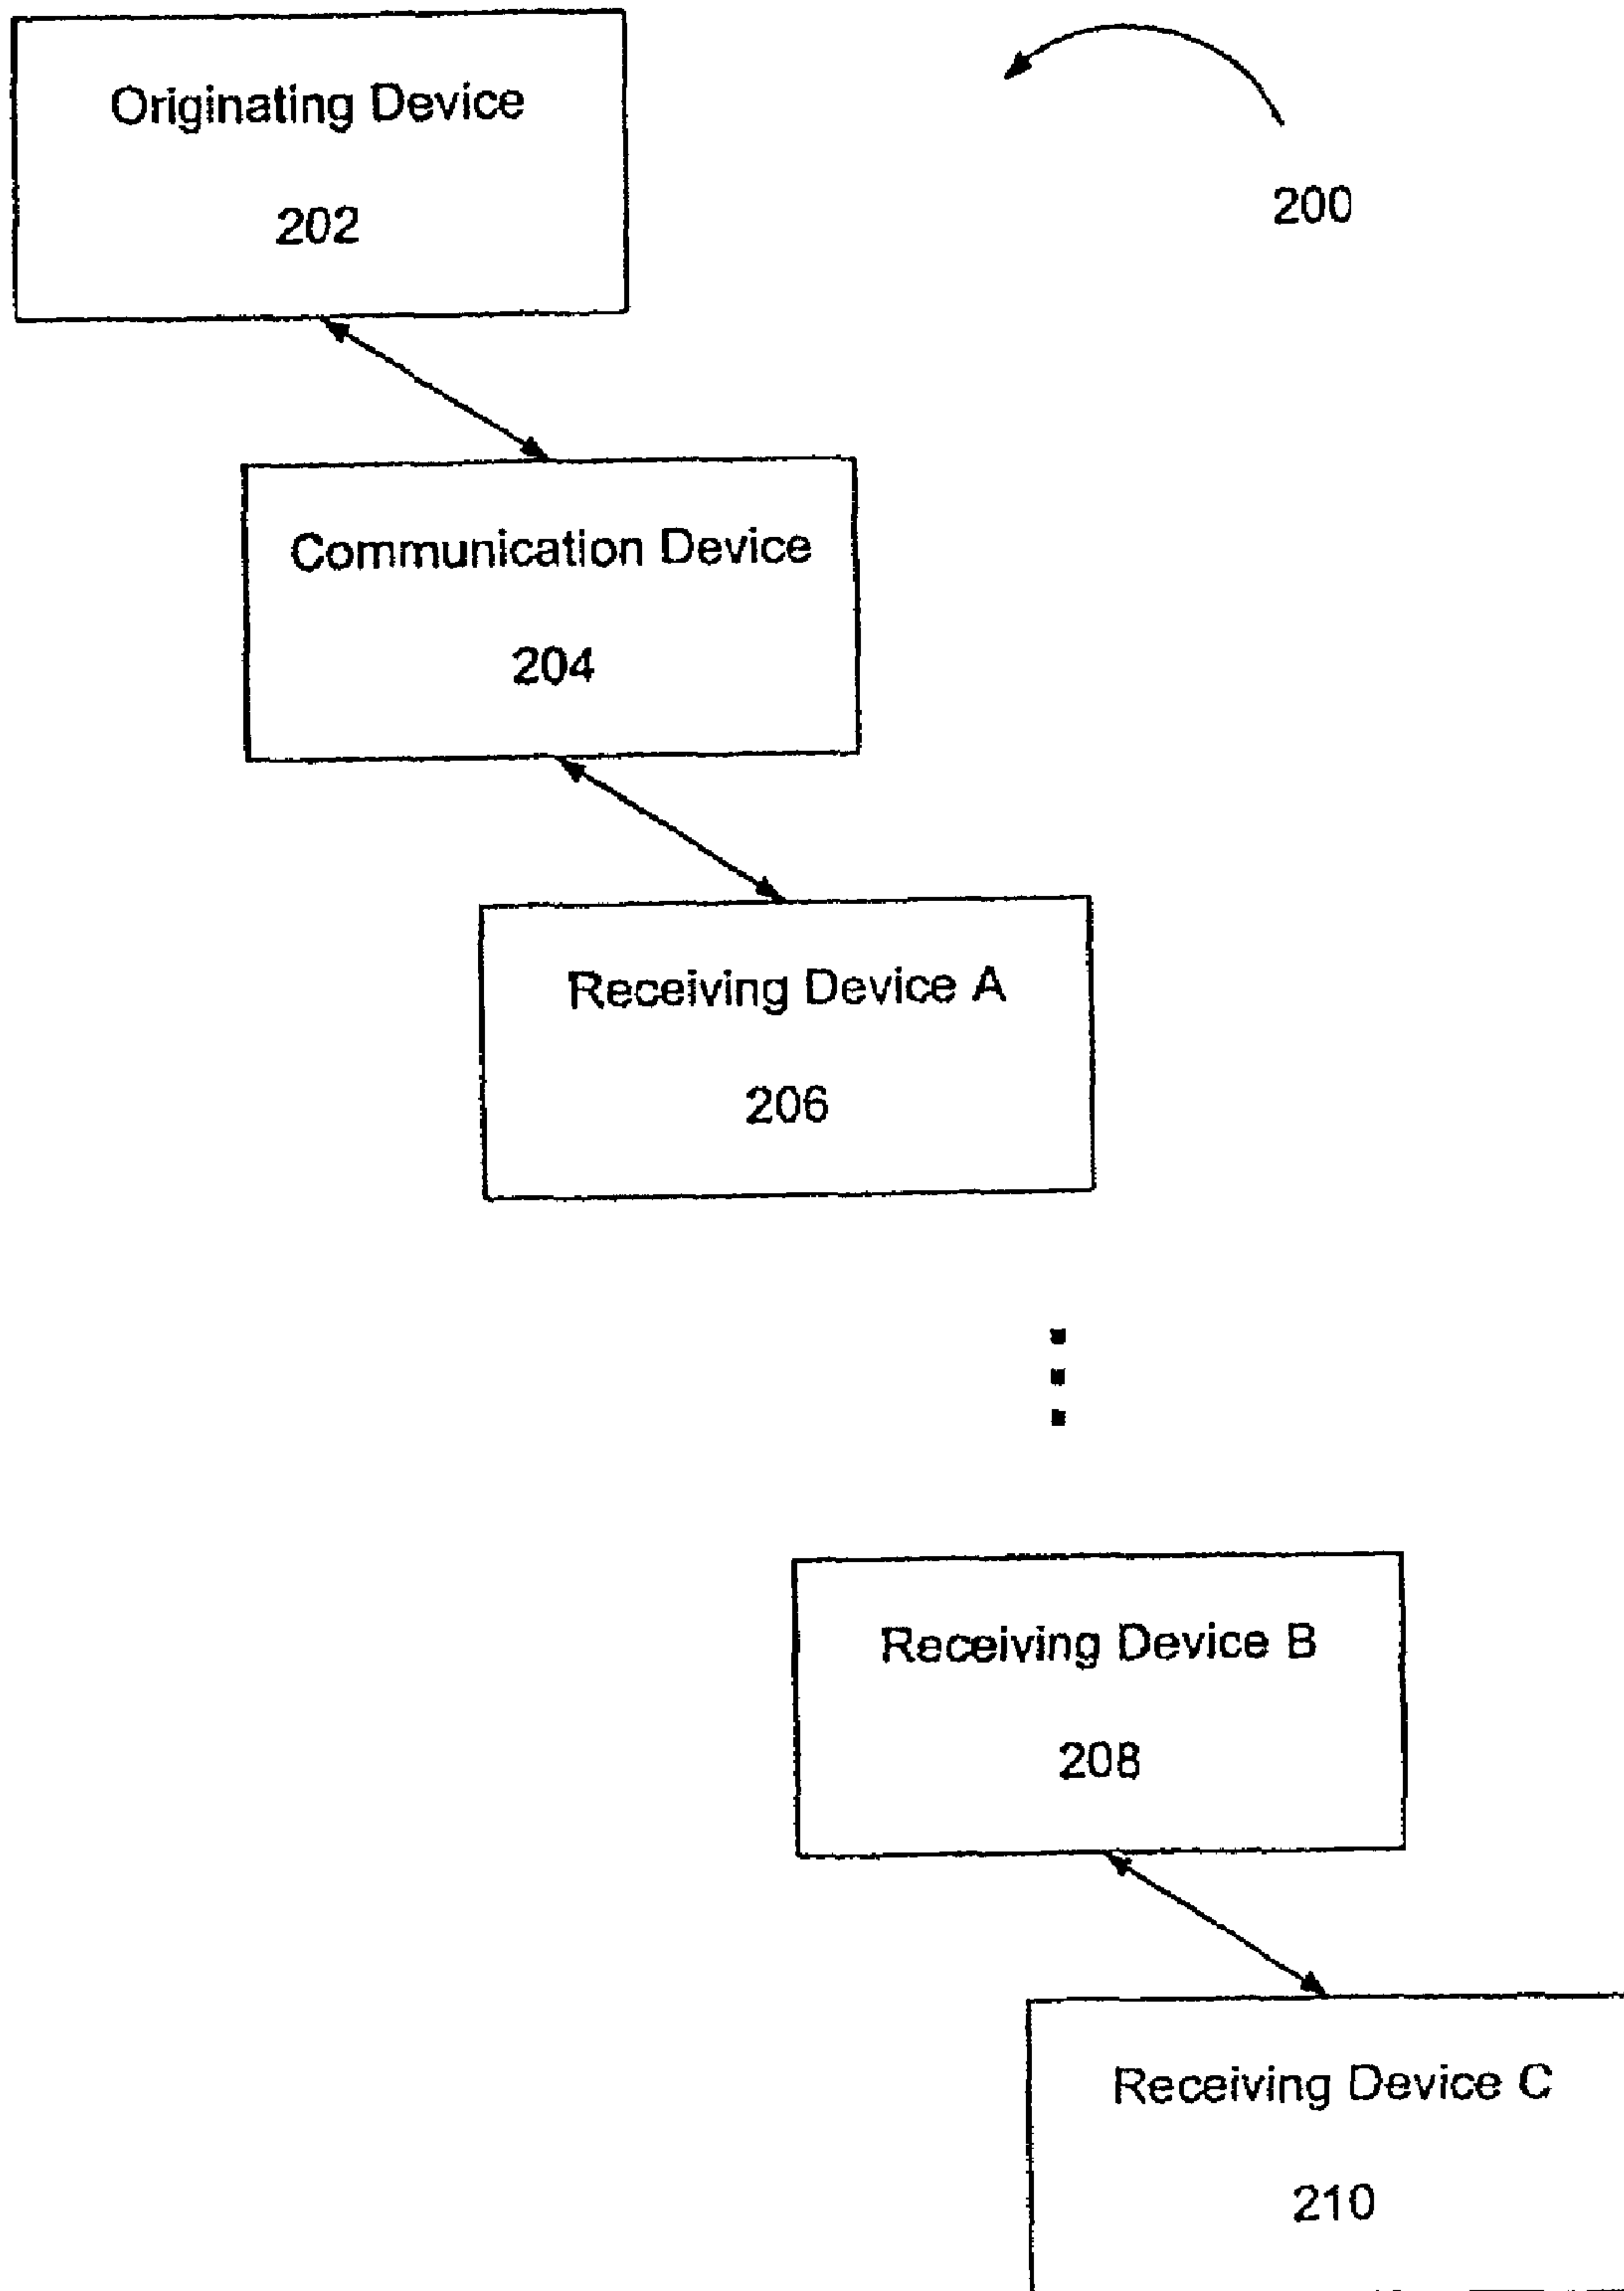 Originating Device
202
200
Communication Device
204
Receiving Device A
206
Receiving Device B
208
Receiving Device C
210